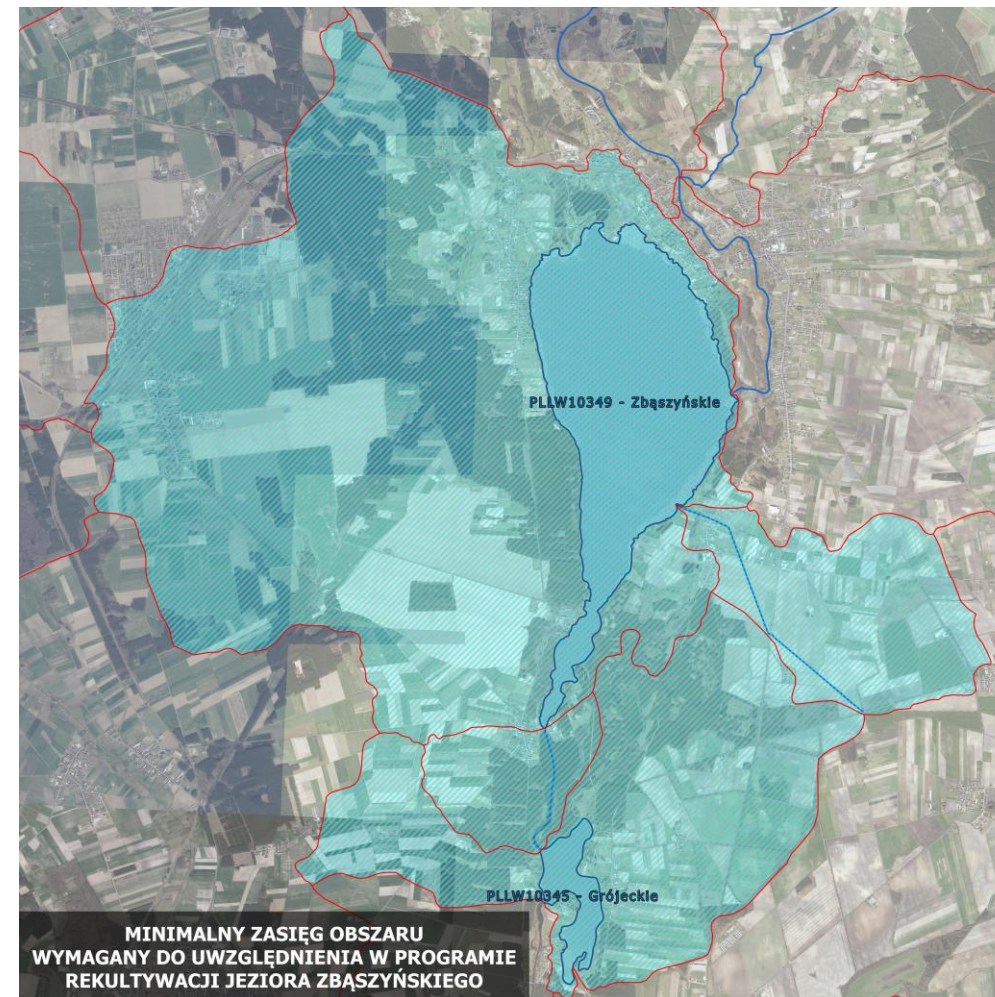 PLLW10349 - Zbąszyńskie
PLLW10345 - Grójeckie
MINIMALNY ZASIĘG OBSZARU
WYMAGANY DO UWZGLĘDNIENIA W PROGRAMIE
REKULTYWACJI JEZIORA ZBĄSZYŃSKIEGO